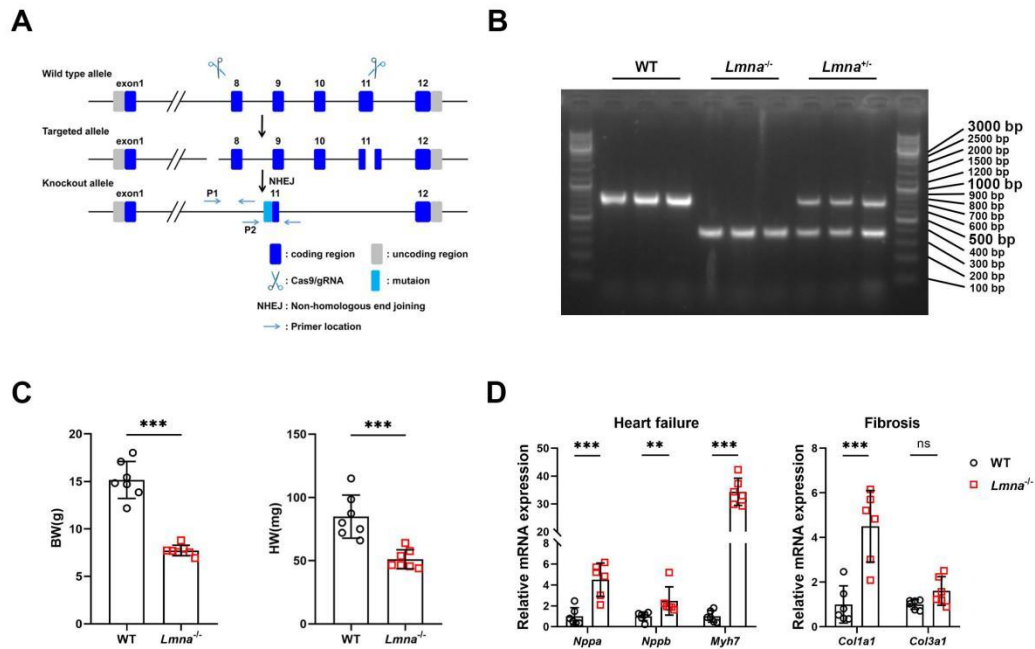 A
Wild type allele
exon1
8
9
10
11
12
Targeted allele
exon1
8
9
10
11
12
Knockout allele
NHEJ
exon1
P1
11
12
P2
: coding region
: uncoding region
: Cas9/gRNA
: mutaion
NHEJ : Non-homologous end joining
: Primer location
B
WT
Lmna-/-
Lmna+/-
3000 bp
2500 bp
2000 bp
1500 bp
1200 bp
1000 bp
900 bp
800 bp
700 bp
600 bp
500 bp
400 bp
300 bp
200 bp
100 bp
C
***
BW(g)
20
15
10
5
0
WT
Lmna-/-
***
HW(mg)
150
100
50
0
WT
Lmna-/-
D
Heart failure
***
**
***
Relative mRNA expression
50
40
30
20
6
4
2
0
Nppa
Nppb
Myh7
Fibrosis
***
ns
Relative mRNA expression
8
6
4
2
0
Col1a1
Col3a1
WT
Lmna-/-